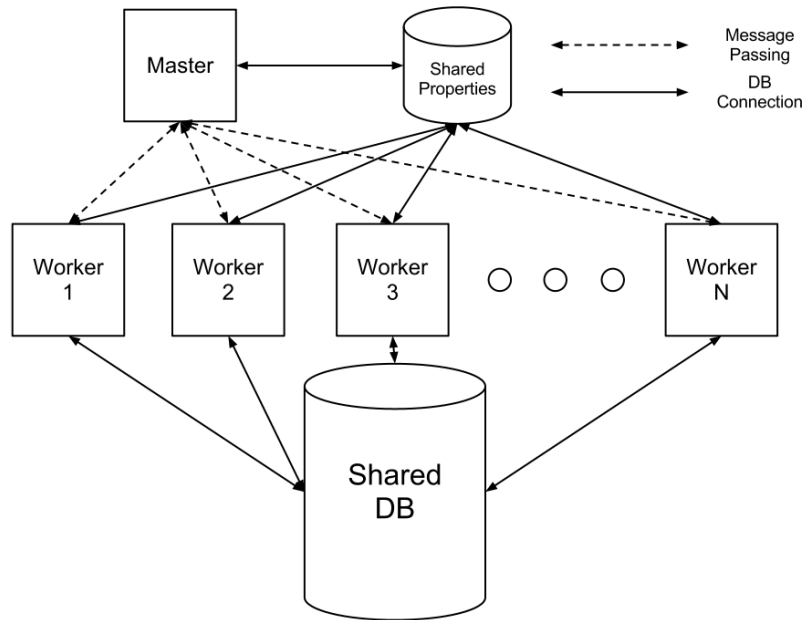 Master
Shared
Properties
Message
Passing
DB
Connection
Worker
1
Worker
2
Worker
3
Worker
N
Shared
DB